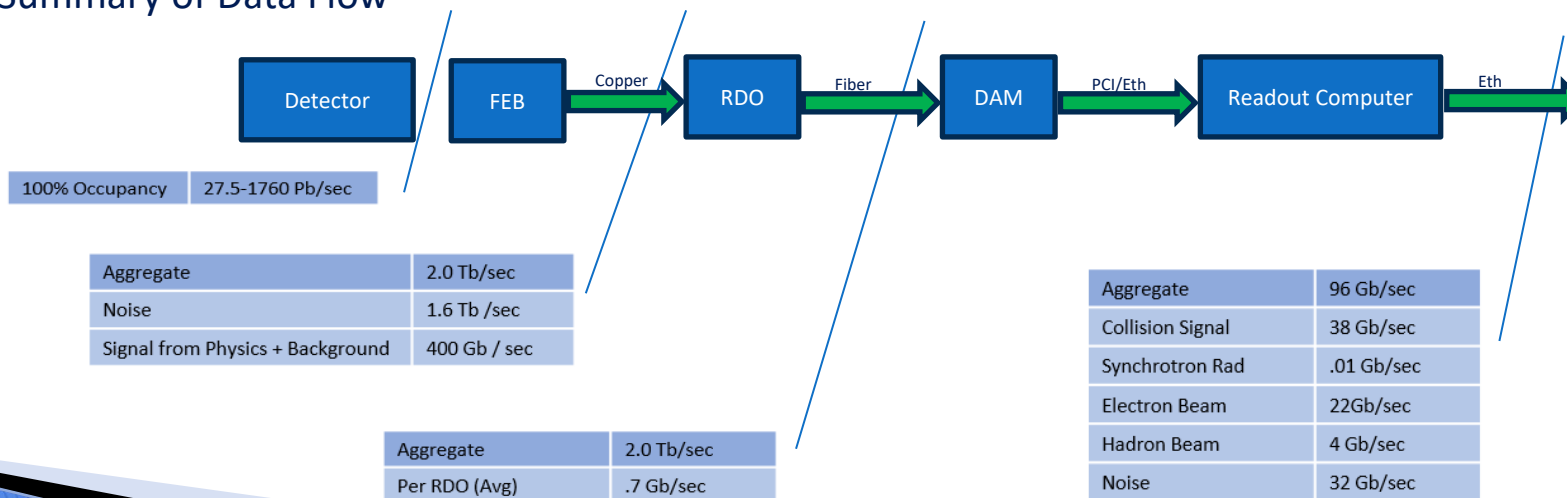 Summary of Data Flow
Detector
FEB
Copper
RDO
Fiber
DAM
PCI/Eth
Readout Computer
Eth
100% Occupancy 27.5-1760 Pb/sec
Aggregate 2.0 Tb/sec
Noise 1.6 Tb /sec
Signal from Physics + Background 400 Gb / sec
Aggregate 2.0 Tb/sec
Per RDO (Avg) .7 Gb/sec
Aggregate 96 Gb/sec
Collision Signal 38 Gb/sec
Synchrotron Rad .01 Gb/sec
Electron Beam 22Gb/sec
Hadron Beam 4 Gb/sec
Noise 32 Gb/sec